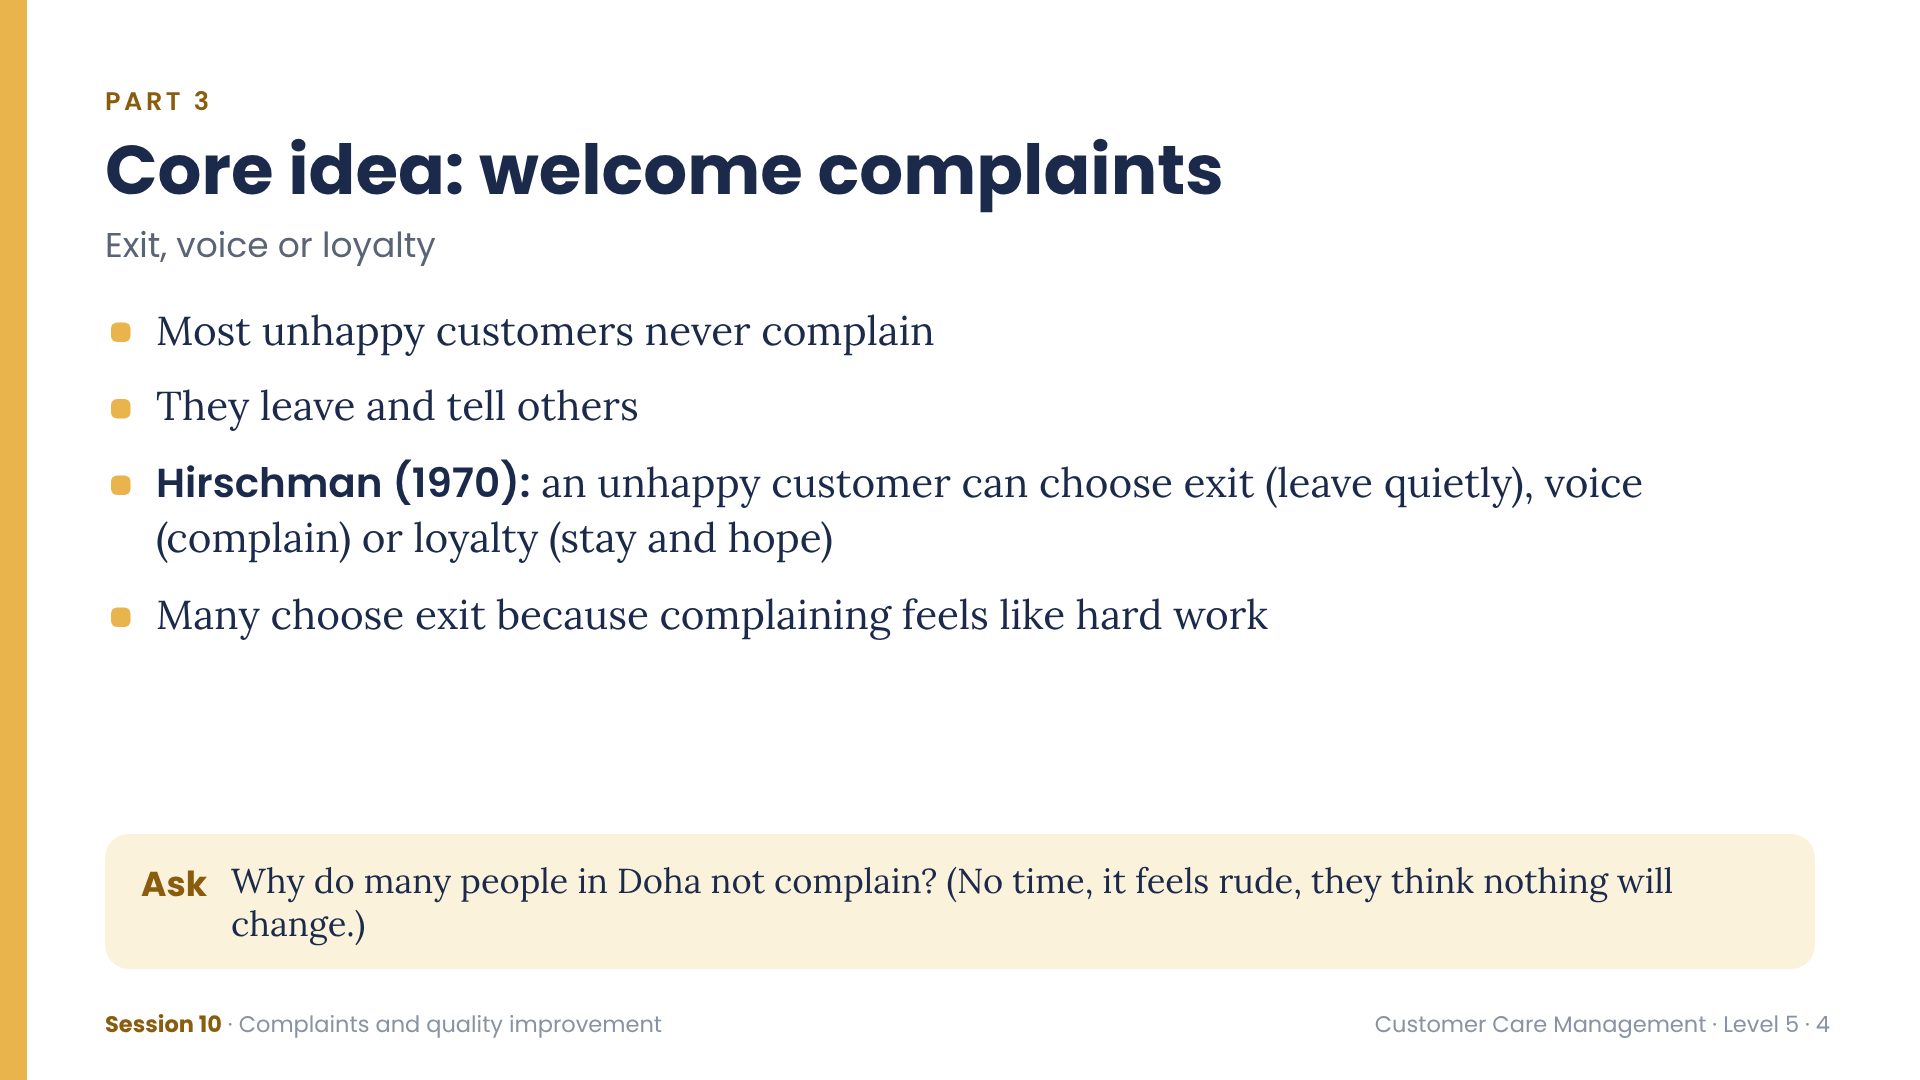 PART 3
Core idea: welcome complaints
Exit, voice or loyalty
Most unhappy customers never complain
They leave and tell others
Hirschman (1970): an unhappy customer can choose exit (leave quietly), voice
(complain) or loyalty (stay and hope)
Many choose exit because complaining feels like hard work
Ask Why do many people in Doha not complain? (No time, it feels rude, they think nothing will
change.)
Session 10 · Complaints and quality improvement
Customer Care Management · Level 5 · 4